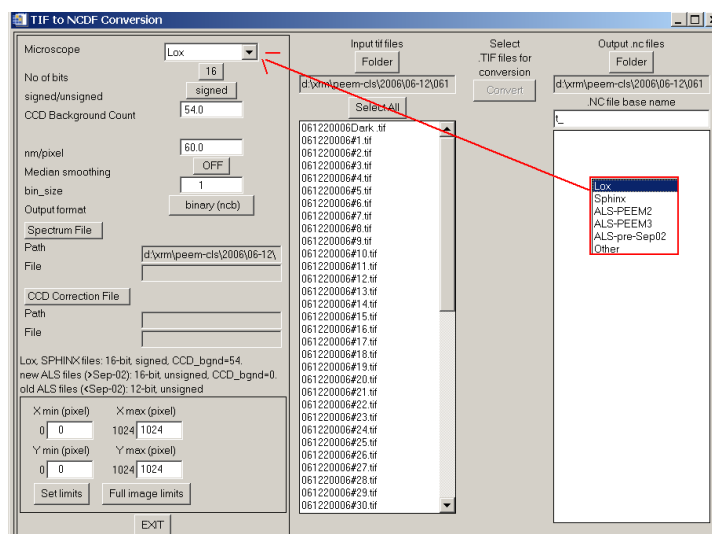 TIF to NCDF Conversion
Microscope
Lox
No of bits
16
signed/unsigned
signed
CCD Background Count
54.0
nm/pixel
60.0
Median smoothing
OFF
bin_size
1
Output format
binary (ncb)
Spectrum File
Path
d:\xrm\peem-cls\2006\06-12\
File
CCD Correction File
Path
File
Lox, SPHINX files: 16-bit, signed, CCD_bgnd=54.
new ALS files (>Sep-02): 16-bit, unsigned, CCD_bgnd=0.
old ALS files (<Sep-02): 12-bit, unsigned
X min (pixel) X max (pixel)
0 0 1024 1024
Y min (pixel) Y max (pixel)
0 0 1024 1024
Set limits Full image limits
EXIT
Input tif files
Folder
d:\xrm\peem-cls\2006\06-12\061
Select All
061220006Dark .tif
061220006#1.tif
061220006#2.tif
061220006#3.tif
061220006#4.tif
061220006#5.tif
061220006#6.tif
061220006#7.tif
061220006#8.tif
061220006#9.tif
061220006#10.tif
061220006#11.tif
061220006#12.tif
061220006#13.tif
061220006#14.tif
061220006#15.tif
061220006#16.tif
061220006#17.tif
061220006#18.tif
061220006#19.tif
061220006#20.tif
061220006#21.tif
061220006#22.tif
061220006#23.tif
061220006#24.tif
061220006#25.tif
061220006#26.tif
061220006#27.tif
061220006#28.tif
061220006#29.tif
061220006#30.tif
Select
.TIF files for
conversion
Convert
Output .nc files
Folder
d:\xrm\peem-cls\2006\06-12\061
.NC file base name
t_
Lox
Sphinx
ALS-PEEM2
ALS-PEEM3
ALS-pre-Sep02
Other